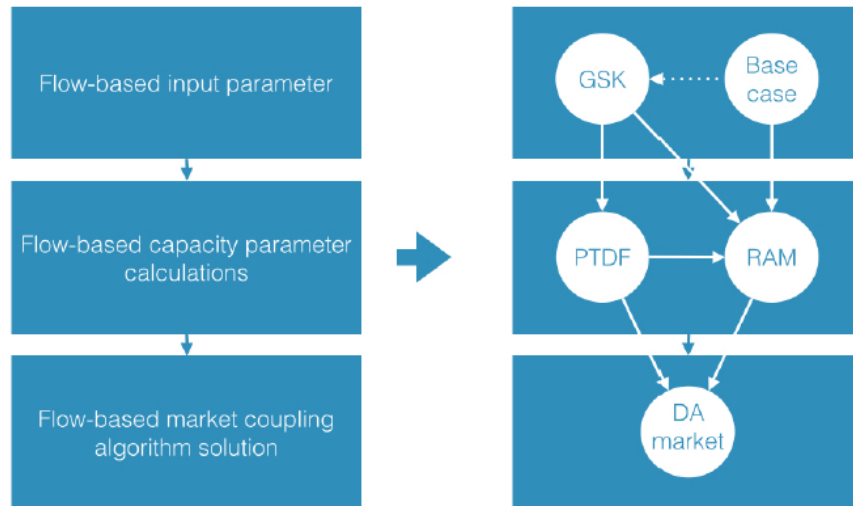 Flow-based input parameter
Flow-based capacity parameter
calculations
Flow-based market coupling
algorithm solution
GSK
Base
case
PTDF
RAM
DA
market